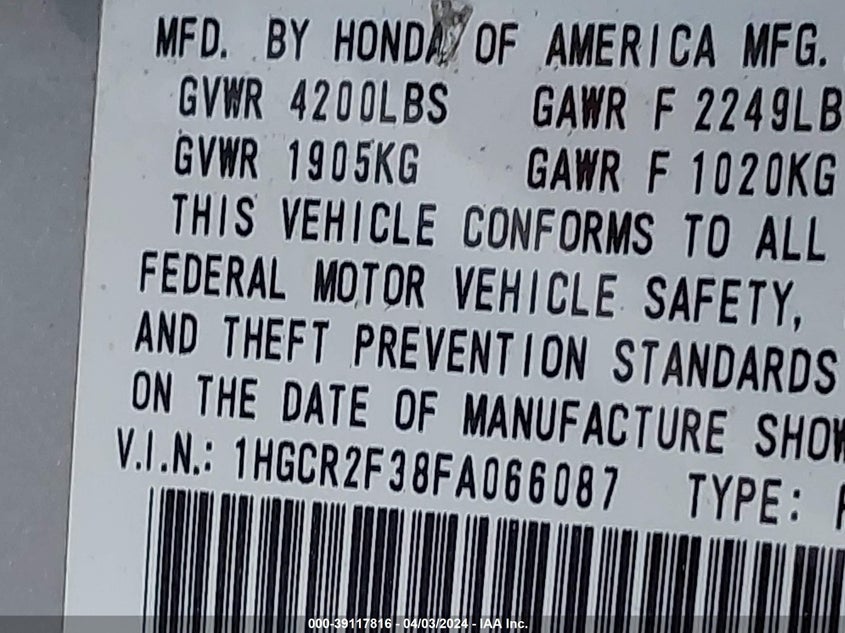 MFD. BY HONDA OF AMERICA MFG.
GVWR 4200LBS GAWR F 2249LB
GVWR 1905KG GAWR F 1020KG
THIS VEHICLE CONFORMS TO ALL
FEDERAL MOTOR VEHICLE SAFETY,
AND THEFT PREVENTION STANDARDS
ON THE DATE OF MANUFACTURE SHOW
V.I.N.: 1HGCR2F38FA066087 TYPE:
000-39117816 - 04/03/2024 - IAA Inc.